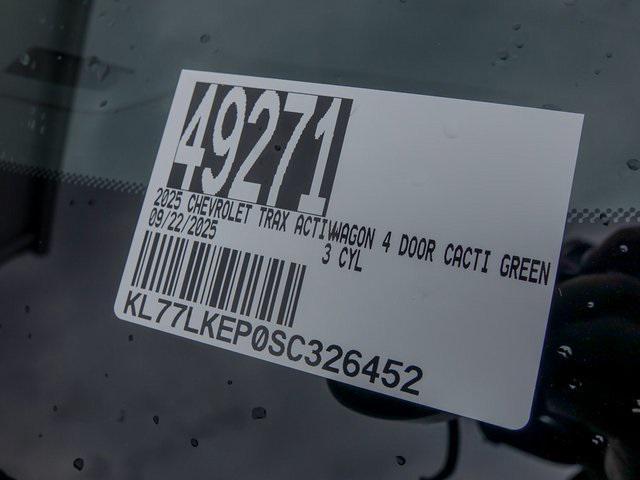 49271
2025 CHEVROLET TRAX ACTIVWAGON 4 DOOR CACTI GREEN
09/22/2025 3 CYL
KL77LKEP0SC326452